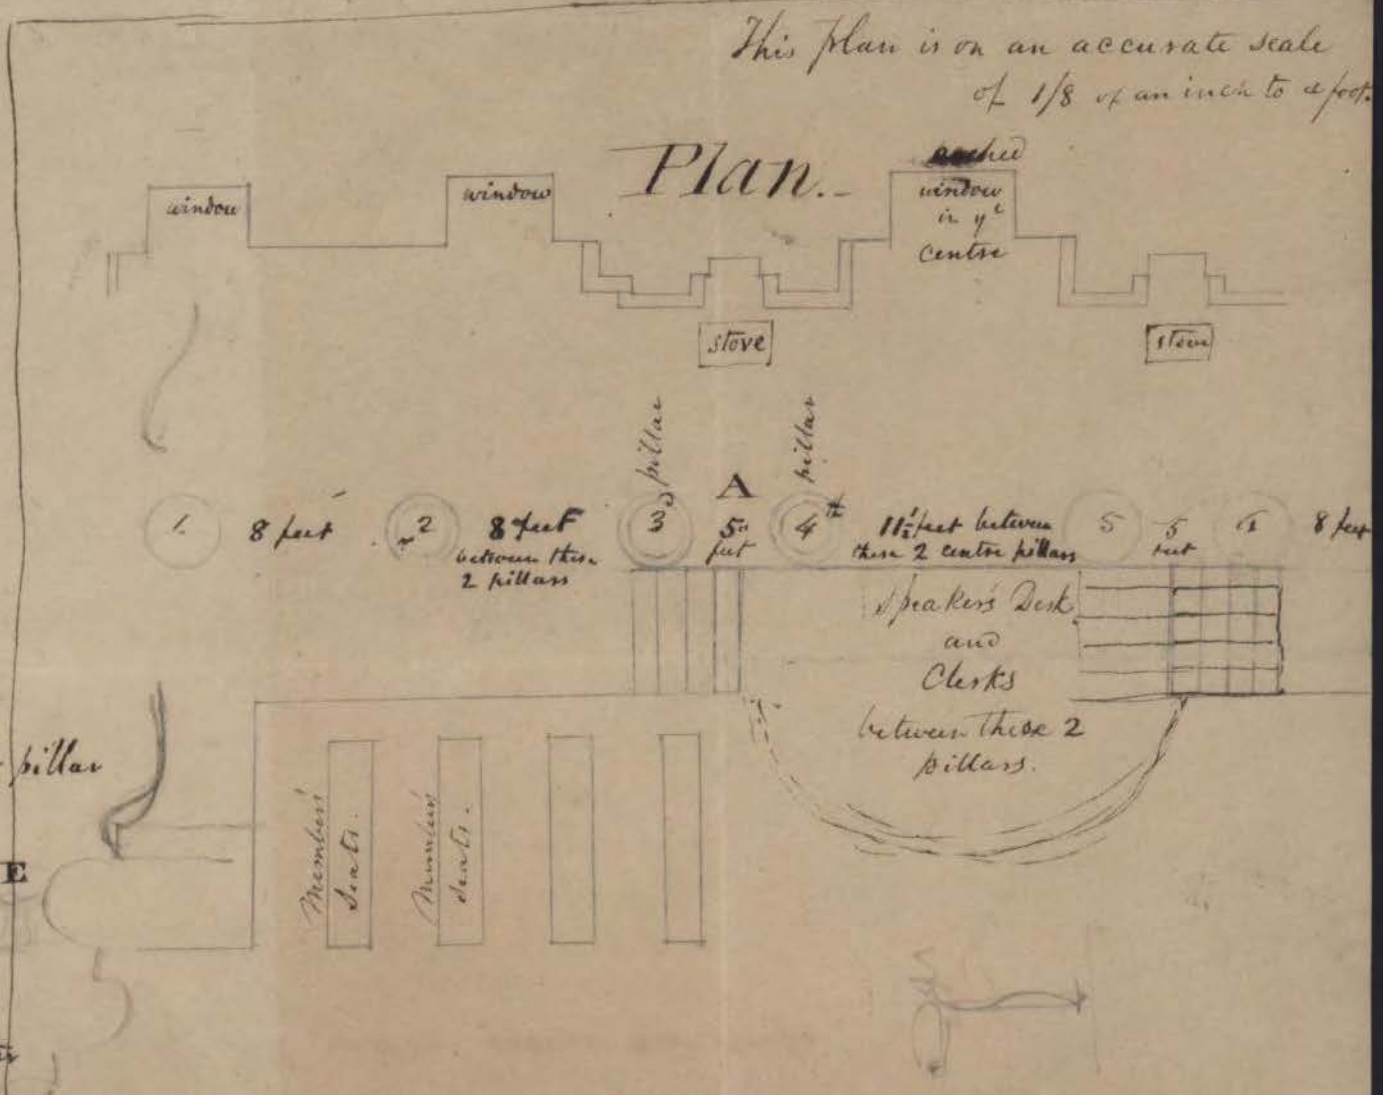 This plan is on an accurate scale
of 1/8 of an inch to a foot.
Plan.
window
window
arched
window
in yᵉ
centre
stove
stove
pillar
pillar
A
1
8 feet
2
8 feet
between these
2 pillars
3ᵈ
5
feet
4ᵗʰ
11½ feet between
these 2 centre pillars
5
5
feet
8 feet
Speaker's Desk
and
Clerks
between these 2
pillars.
pillar
E
Members
Seats.
Members
Seats.